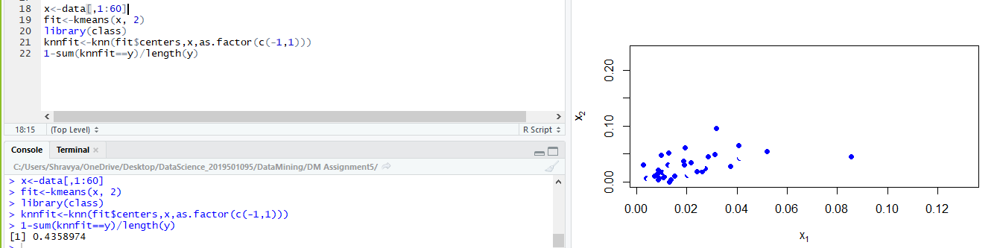 18 x<-data[,1:60]
19 fit<-kmeans(x, 2)
20 library(class)
21 knnfit<-knn(fit$centers,x,as.factor(c(-1,1)))
22 1-sum(knnfit==y)/length(y)
18:15 (Top Level) R Script
Console Terminal ×
C:/Users/Shravya/OneDrive/Desktop/DataScience_2019501095/DataMining/DM Assignment5/
> x<-data[,1:60]
> fit<-kmeans(x, 2)
> library(class)
> knnfit<-knn(fit$centers,x,as.factor(c(-1,1)))
> 1-sum(knnfit==y)/length(y)
[1] 0.4358974
>
x2
0.20
0.10
0.00
0.00 0.02 0.04 0.06 0.08 0.10 0.12
x1